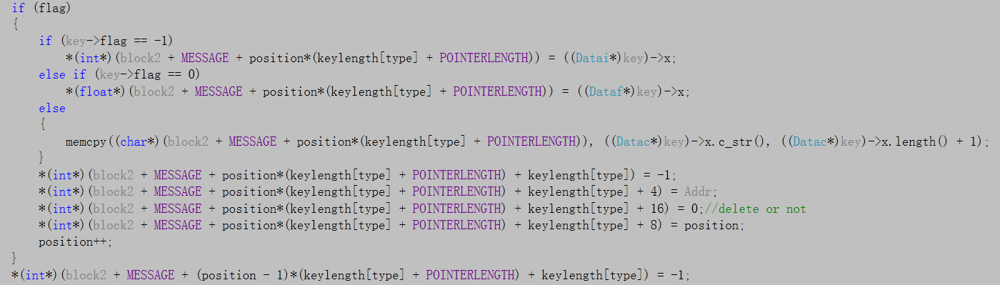 if (flag)
{
    if (key->flag == -1)
        *(int*)(block2 + MESSAGE + position*(keylength[type] + POINTERLENGTH)) = ((Datai*)key)->x;
    else if (key->flag == 0)
        *(float*)(block2 + MESSAGE + position*(keylength[type] + POINTERLENGTH)) = ((Dataf*)key)->x;
    else
    {
        memcpy((char*)(block2 + MESSAGE + position*(keylength[type] + POINTERLENGTH)), ((Datac*)key)->x.c_str(), ((Datac*)key)->x.length() + 1);
    }
    *(int*)(block2 + MESSAGE + position*(keylength[type] + POINTERLENGTH) + keylength[type]) = -1;
    *(int*)(block2 + MESSAGE + position*(keylength[type] + POINTERLENGTH) + keylength[type] + 4) = Addr;
    *(int*)(block2 + MESSAGE + position*(keylength[type] + POINTERLENGTH) + keylength[type] + 16) = 0;//delete or not
    *(int*)(block2 + MESSAGE + position*(keylength[type] + POINTERLENGTH) + keylength[type] + 8) = position;
    position++;
}
*(int*)(block2 + MESSAGE + (position - 1)*(keylength[type] + POINTERLENGTH) + keylength[type]) = -1;